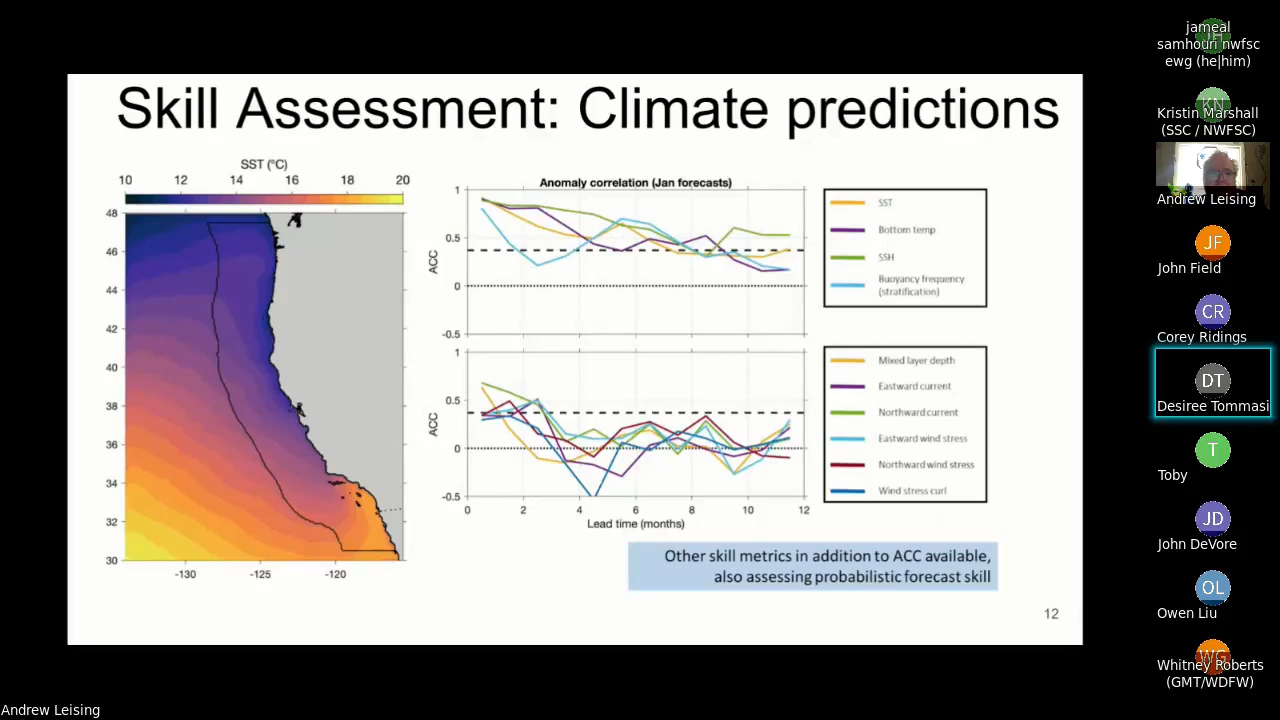 Skill Assessment: Climate predictions
SST (°C)
10 12 14 16 18 20
48
46
44
42
40
38
36
34
32
30
-130 -125 -120
Anomaly correlation (Jan forecasts)
ACC
1
0.5
0
-0.5
SST
Bottom temp
SSH
Buoyancy frequency
(stratification)
ACC
1
0.5
0
-0.5
0 2 4 6 8 10 12
Lead time (months)
Mixed layer depth
Eastward current
Northward current
Eastward wind stress
Northward wind stress
Wind stress curl
Other skill metrics in addition to ACC available,
also assessing probabilistic forecast skill
12
JH
jameal
samhouri nwfsc
ewg (he|him)
KN
Kristin Marshall
(SSC / NWFSC)
Andrew Leising
JF
John Field
CR
Corey Ridings
DT
Desiree Tommasi
T
Toby
JD
John DeVore
OL
Owen Liu
WG
Whitney Roberts
(GMT/WDFW)
Andrew Leising